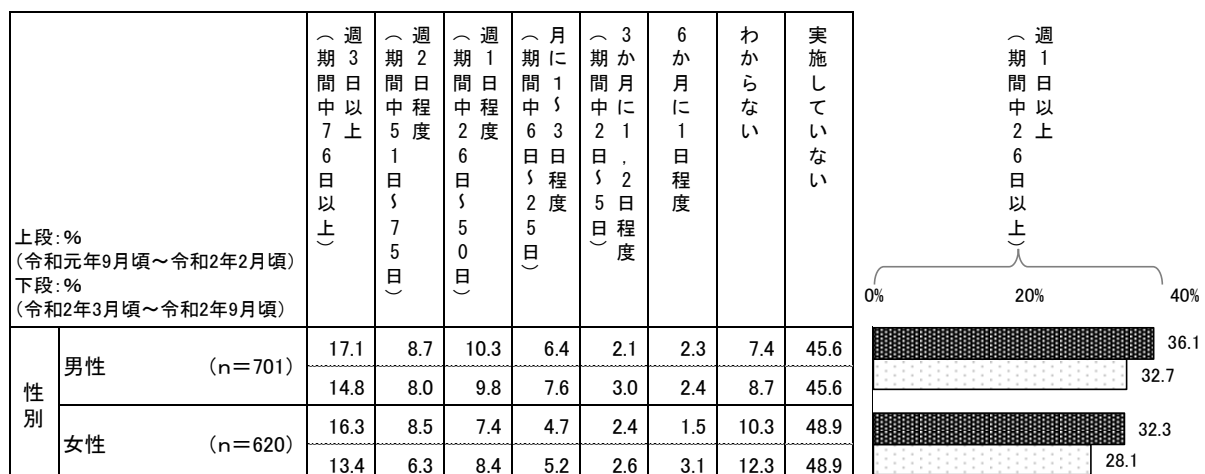 週3日以上
（期間中76日以上）
週2日程度
（期間中51日～75日）
週1日程度
（期間中26日～50日）
月に1～3日程度
（期間中6日～25日）
3か月に1,2日程度
（期間中2日～5日）
6か月に1日程度
わからない
実施していない
週1日以上
（期間中26日以上）
上段：%
（令和元年9月頃～令和2年2月頃）
下段：%
（令和2年3月頃～令和2年9月頃）
0% 20% 40%
性別
男性 （n＝701）
17.1 8.7 10.3 6.4 2.1 2.3 7.4 45.6 36.1
14.8 8.0 9.8 7.6 3.0 2.4 8.7 45.6 32.7
女性 （n＝620）
16.3 8.5 7.4 4.7 2.4 1.5 10.3 48.9 32.3
13.4 6.3 8.4 5.2 2.6 3.1 12.3 48.9 28.1